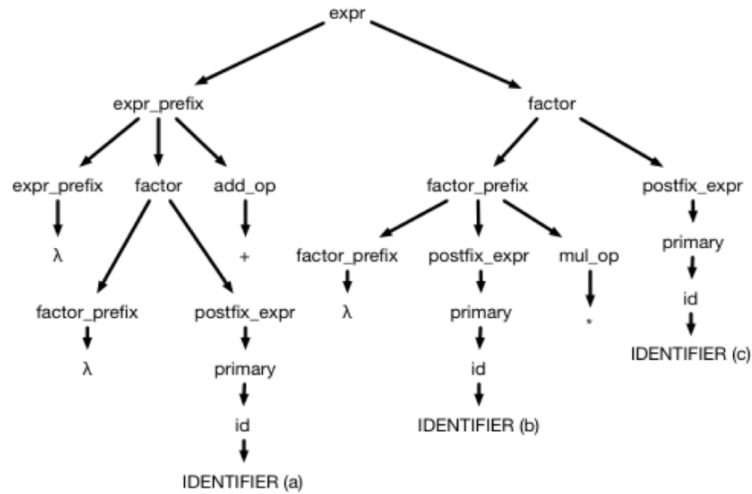 expr
expr_prefix factor
expr_prefix factor add_op factor_prefix postfix_expr
λ + factor_prefix postfix_expr mul_op primary
factor_prefix postfix_expr λ primary * id
λ primary id IDENTIFIER (c)
id IDENTIFIER (b)
IDENTIFIER (a)